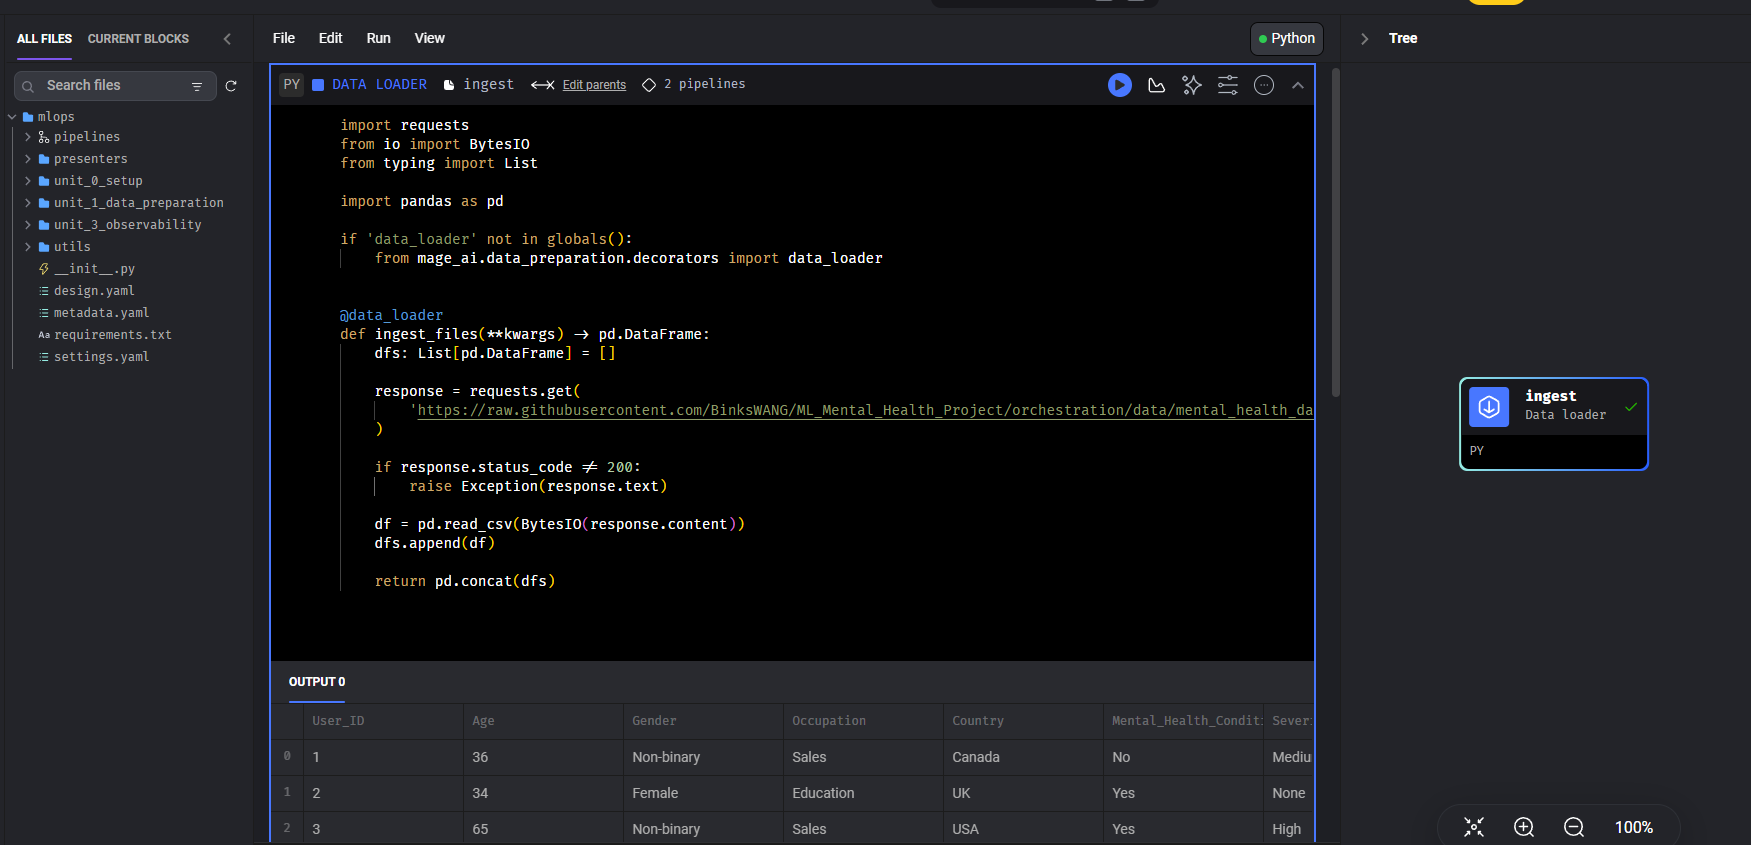 ALL FILES CURRENT BLOCKS
Search files
mlops
pipelines
presenters
unit_0_setup
unit_1_data_preparation
unit_3_observability
utils
__init__.py
design.yaml
metadata.yaml
Aa requirements.txt
settings.yaml
File Edit Run View
Python
PY DATA LOADER ingest Edit parents 2 pipelines
import requests
from io import BytesIO
from typing import List
import pandas as pd
if 'data_loader' not in globals():
from mage_ai.data_preparation.decorators import data_loader
@data_loader
def ingest_files(**kwargs) -> pd.DataFrame:
dfs: List[pd.DataFrame] = []
response = requests.get(
'https://raw.githubusercontent.com/BinksWANG/ML_Mental_Health_Project/orchestration/data/mental_health_da
)
if response.status_code != 200:
raise Exception(response.text)
df = pd.read_csv(BytesIO(response.content))
dfs.append(df)
return pd.concat(dfs)
OUTPUT 0
User_ID Age Gender Occupation Country Mental_Health_Conditi Sever
0 1 36 Non-binary Sales Canada No Mediu
1 2 34 Female Education UK Yes None
2 3 65 Non-binary Sales USA Yes High
Tree
ingest
Data loader
PY
100%